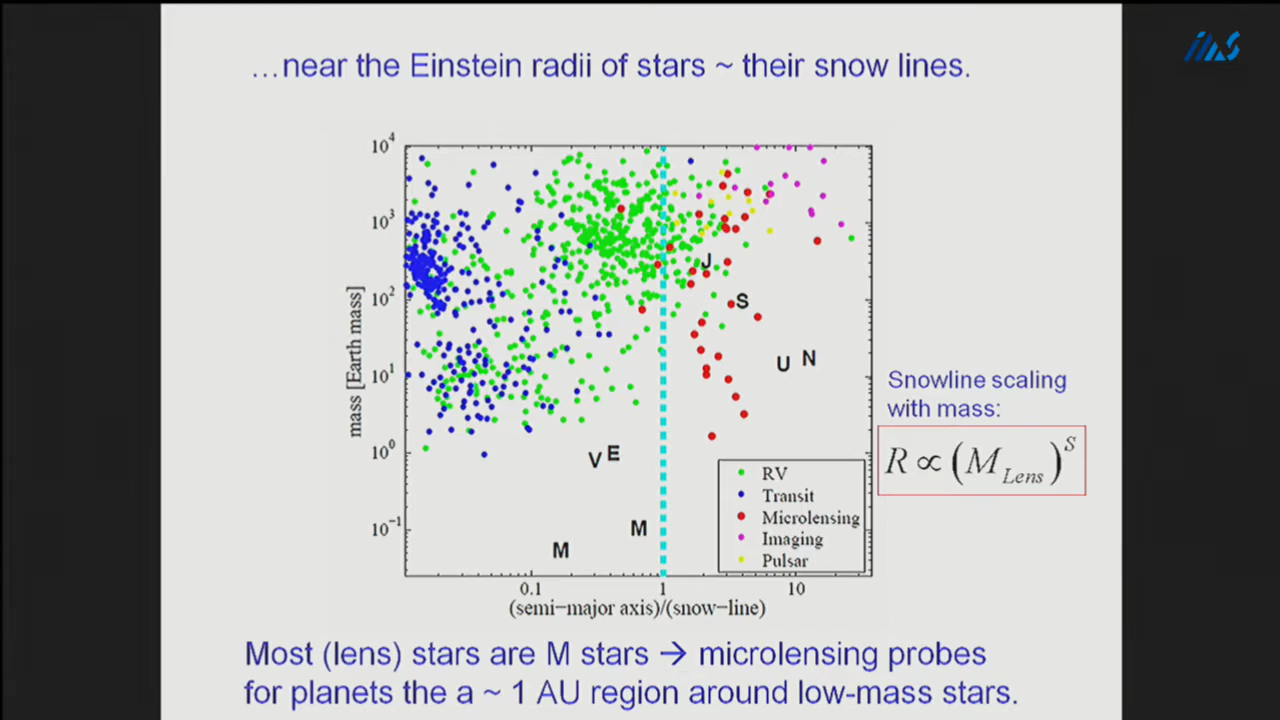 IMS
…near the Einstein radii of stars ~ their snow lines.
10⁴
10³
10²
10¹
10⁰
10⁻¹
mass [Earth mass]
J
S
U N
V E
M
M
RV
Transit
Microlensing
Imaging
Pulsar
0.1 1 10
(semi−major axis)/(snow−line)
Snowline scaling
with mass:
R ∝ (M_Lens)^S
Most (lens) stars are M stars → microlensing probes
for planets the a ~ 1 AU region around low-mass stars.